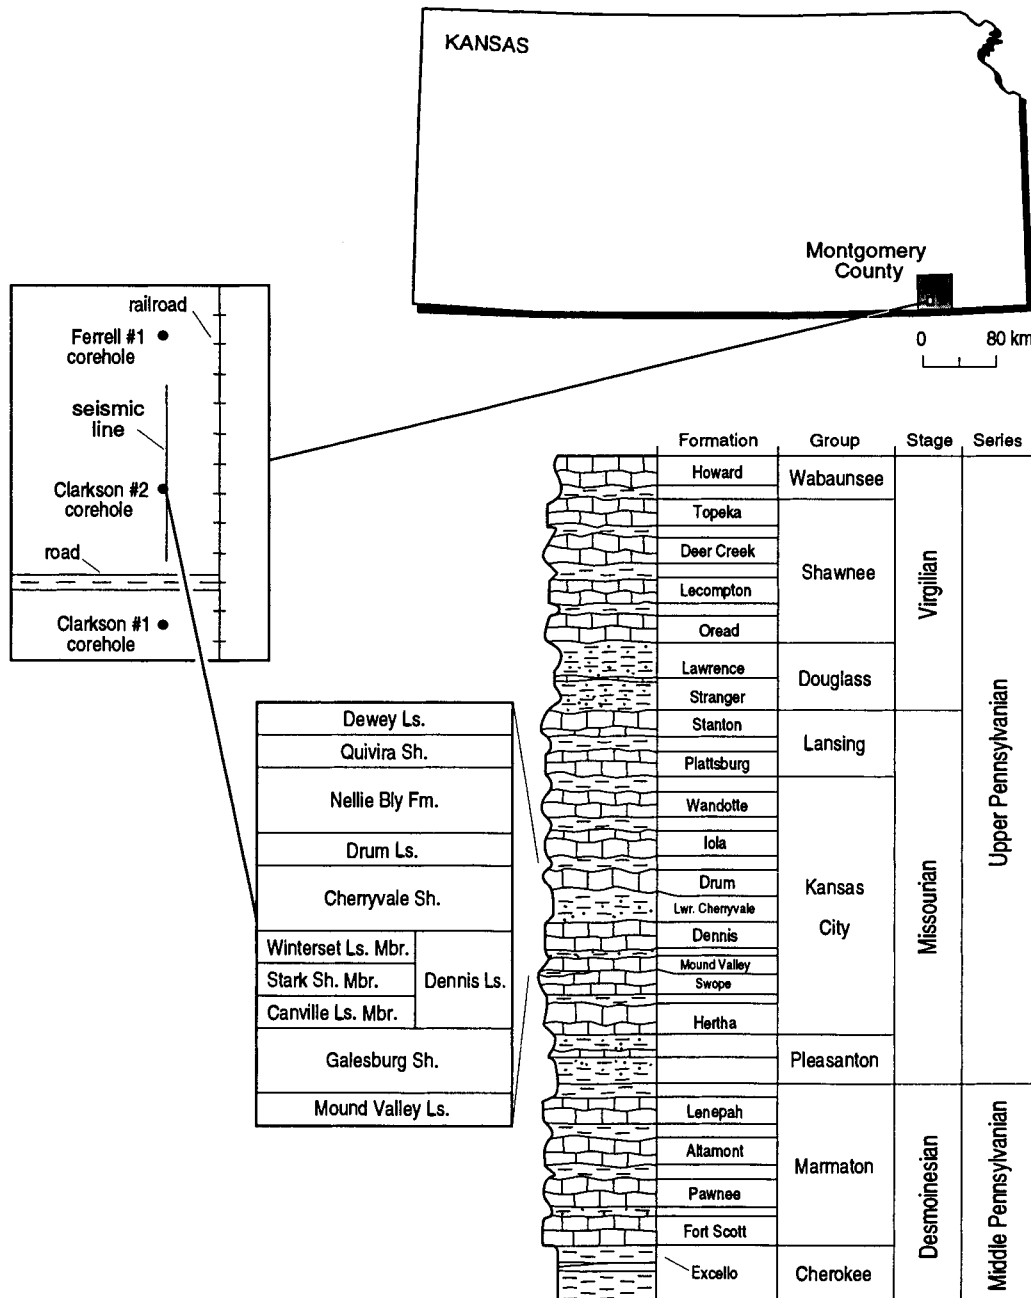 KANSAS
Montgomery
County
0 80 km
railroad
Ferrell #1
corehole
seismic
line
Clarkson #2
corehole
road
Clarkson #1
corehole
Formation Group Stage Series
Howard
Wabaunsee
Topeka
Deer Creek
Shawnee
Lecompton
Oread
Virgilian
Lawrence
Douglass
Stranger
Stanton
Lansing
Plattsburg
Wandotte
Iola
Drum
Kansas
City
Lwr. Cherryvale
Dennis
Mound Valley
Swope
Hertha
Missourian
Upper Pennsylvanian
Pleasanton
Lenepah
Altamont
Marmaton
Pawnee
Fort Scott
Desmoinesian
Middle Pennsylvanian
Excello
Cherokee
Dewey Ls.
Quivira Sh.
Nellie Bly Fm.
Drum Ls.
Cherryvale Sh.
Winterset Ls. Mbr.
Stark Sh. Mbr.
Dennis Ls.
Canville Ls. Mbr.
Galesburg Sh.
Mound Valley Ls.